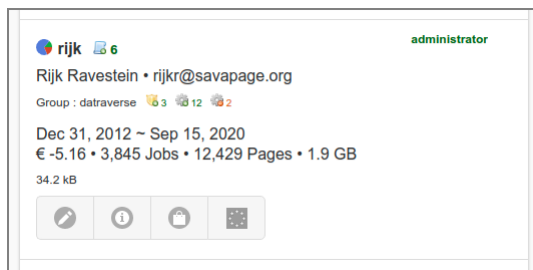 rijk 6 administrator
Rijk Ravestein • rijkr@savapage.org
Group : datraverse 3 12 2
Dec 31, 2012 ~ Sep 15, 2020
€ -5.16 • 3,845 Jobs • 12,429 Pages • 1.9 GB
34.2 kB